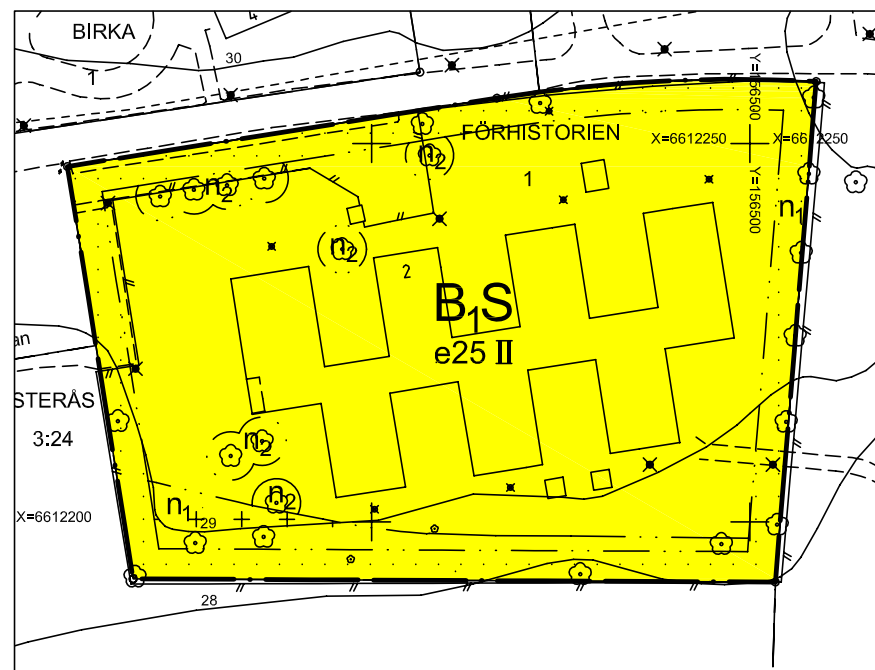 BIRKA
4
30
1
Y=156500
FÖRHISTORIEN
X=6612250
X=6612250
n2
1
Y=156500
n2
n1
n2
2
B1S
e25 II
an
STERÅS
3:24
n2
n2
n1
29
X=6612200
28